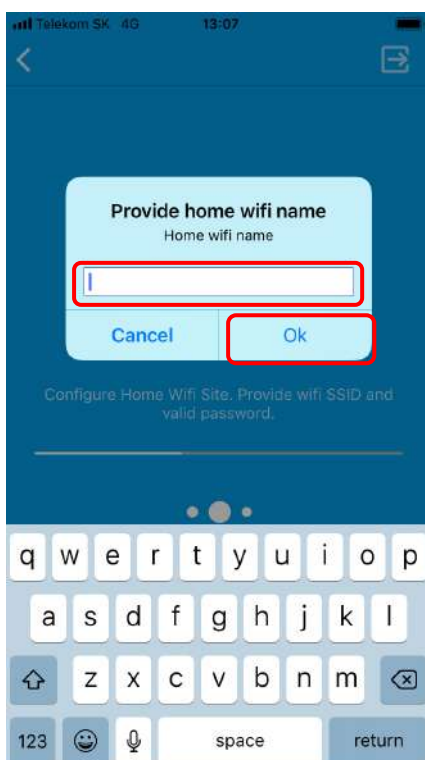 Telekom SK 4G 13:07
Provide home wifi name
Home wifi name
Cancel Ok
Configure Home Wifi Site. Provide wifi SSID and
valid password.
q w e r t y u i o p
a s d f g h j k l
z x c v b n m
123 space return